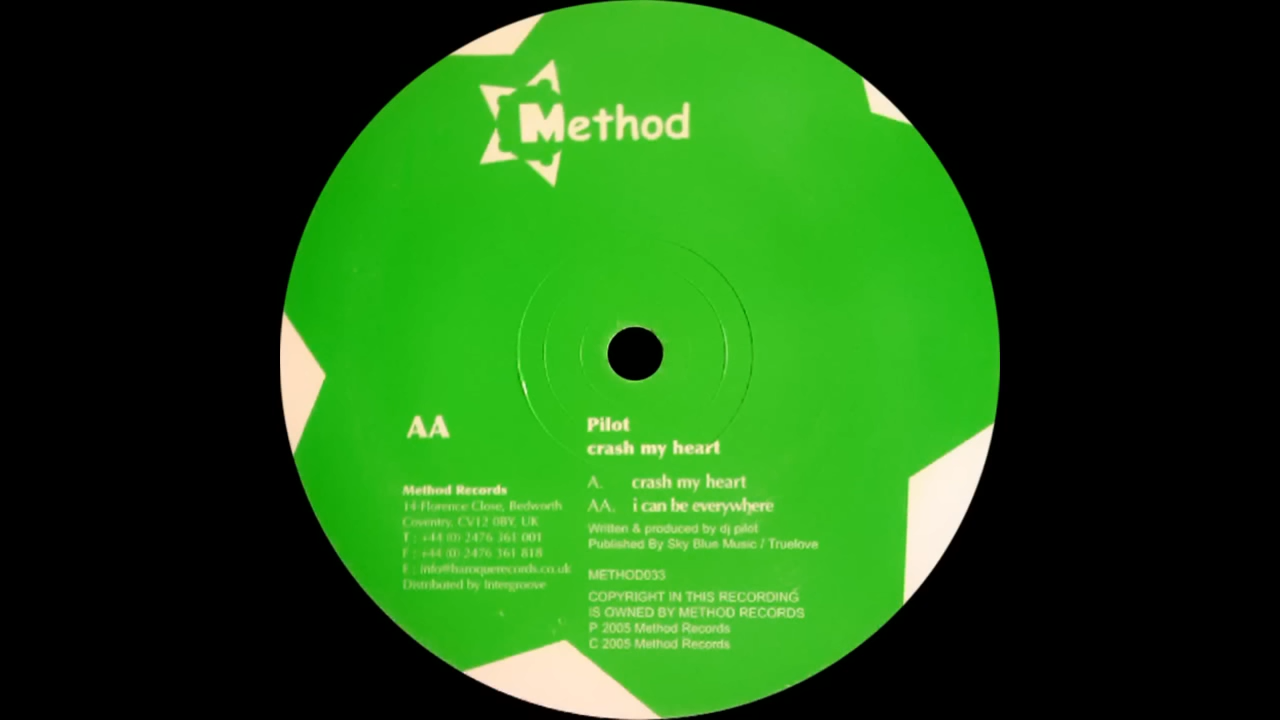 Method
AA
Pilot
crash my heart
A. crash my heart
AA. i can be everywhere
Written & produced by dj pilot
Published By Sky Blue Music / Truelove
METHOD033
COPYRIGHT IN THIS RECORDING
IS OWNED BY METHOD RECORDS
P 2005 Method Records
C 2005 Method Records
Method Records
14 Florence Close, Bedworth
Coventry, CV12 0BY, UK
T : +44 (0) 2476 361 001
F : +44 (0) 2476 361 818
E : info@baroquerecords.co.uk
Distributed by Intergroove